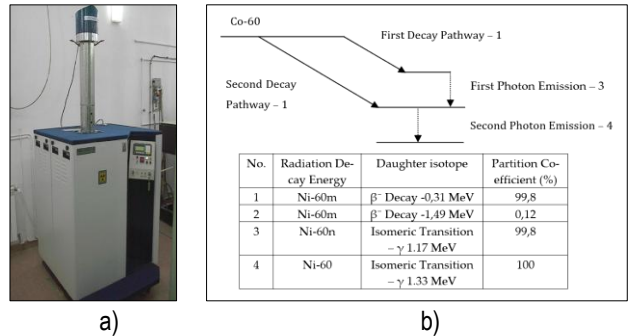 Co-60
First Decay Pathway – 1
Second Decay
Pathway – 1
First Photon Emission – 3
Second Photon Emission – 4
No. Radiation De- Daughter isotope Partition Co-
cay Energy efficient (%)
1 Ni-60m β⁻ Decay -0,31 MeV 99,8
2 Ni-60m β⁻ Decay -1,49 MeV 0,12
3 Ni-60n Isomeric Transition 99,8
– γ 1.17 MeV
4 Ni-60 Isomeric Transition 100
– γ 1.33 MeV
a) b)